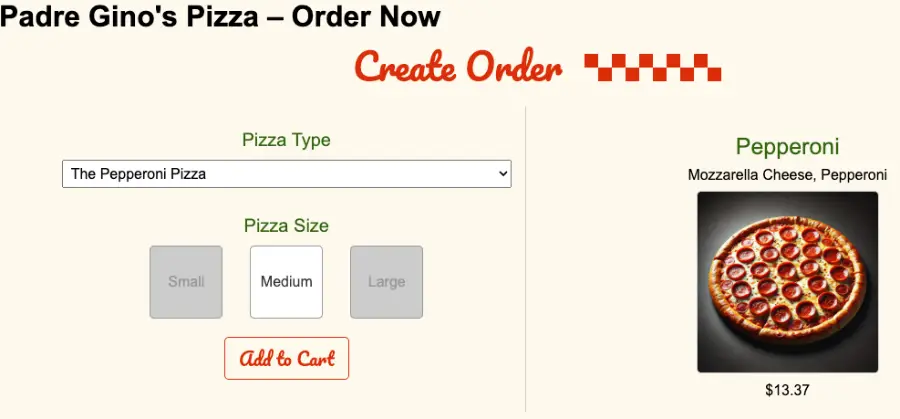 Padre Gino's Pizza – Order Now
Create Order
Pizza Type
The Pepperoni Pizza
Pizza Size
Small
Medium
Large
Add to Cart
Pepperoni
Mozzarella Cheese, Pepperoni
$13.37